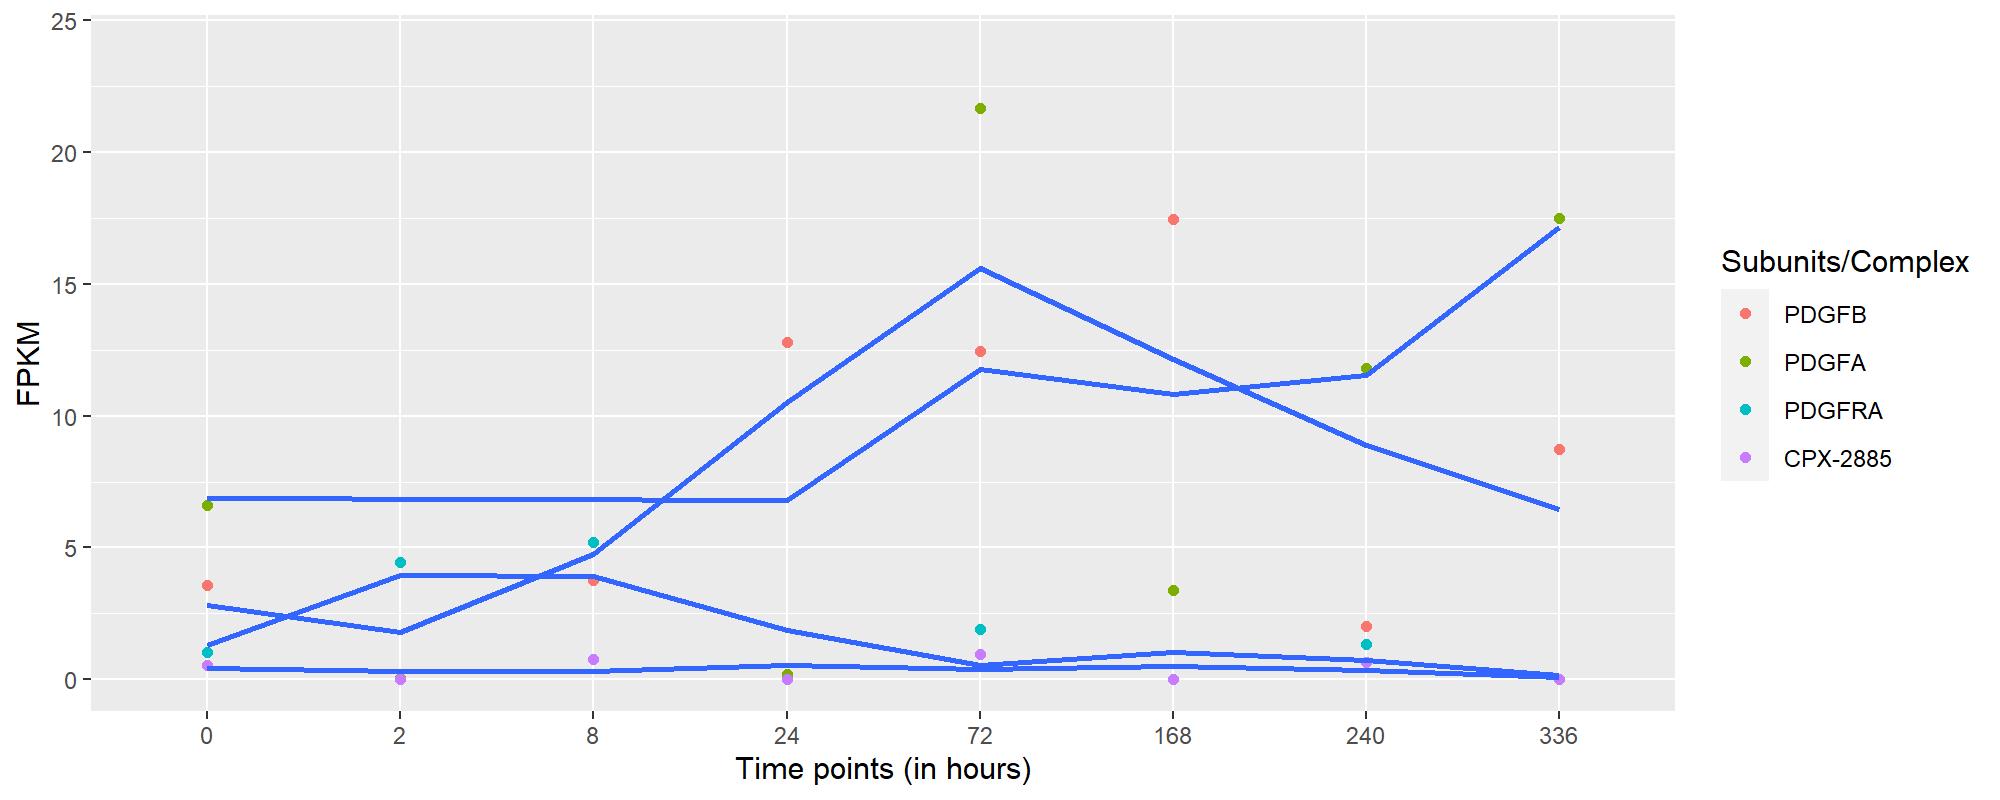 25
20
15
10
5
0
FPKM
0 2 8 24 72 168 240 336
Time points (in hours)
Subunits/Complex
PDGFB
PDGFA
PDGFRA
CPX-2885